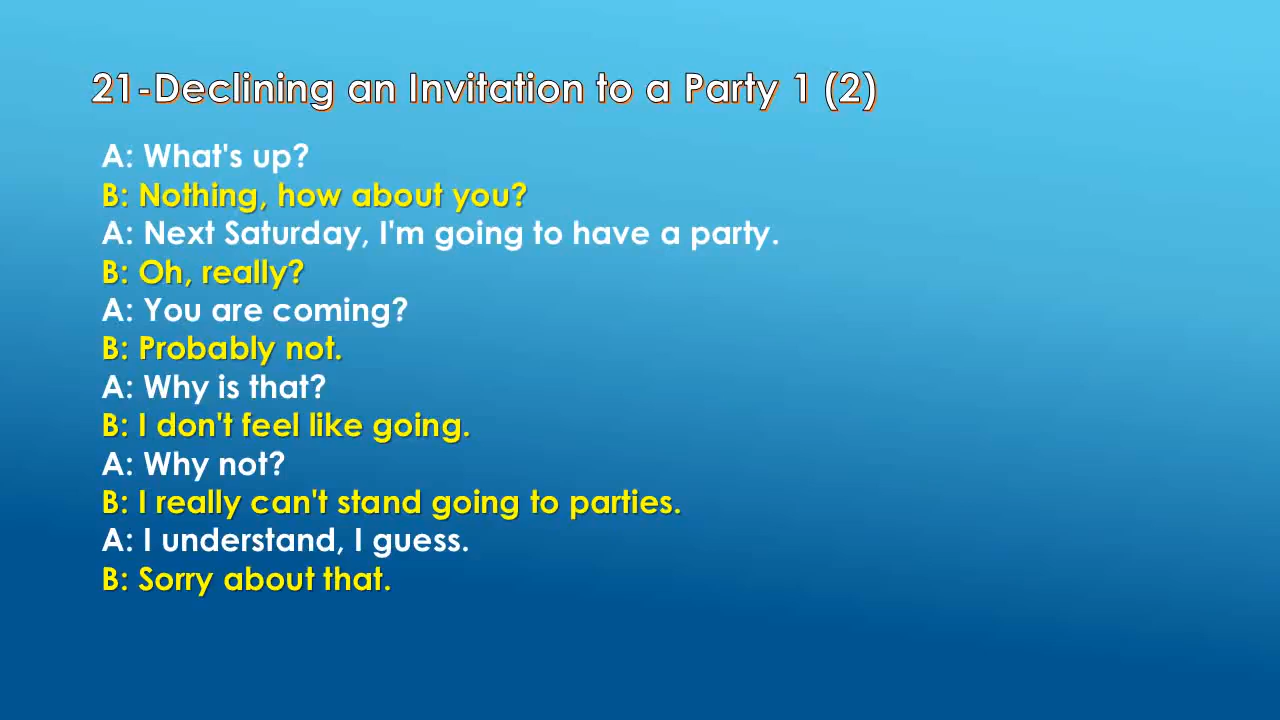 21-Declining an Invitation to a Party 1 (2)
A: What's up?
B: Nothing, how about you?
A: Next Saturday, I'm going to have a party.
B: Oh, really?
A: You are coming?
B: Probably not.
A: Why is that?
B: I don't feel like going.
A: Why not?
B: I really can't stand going to parties.
A: I understand, I guess.
B: Sorry about that.